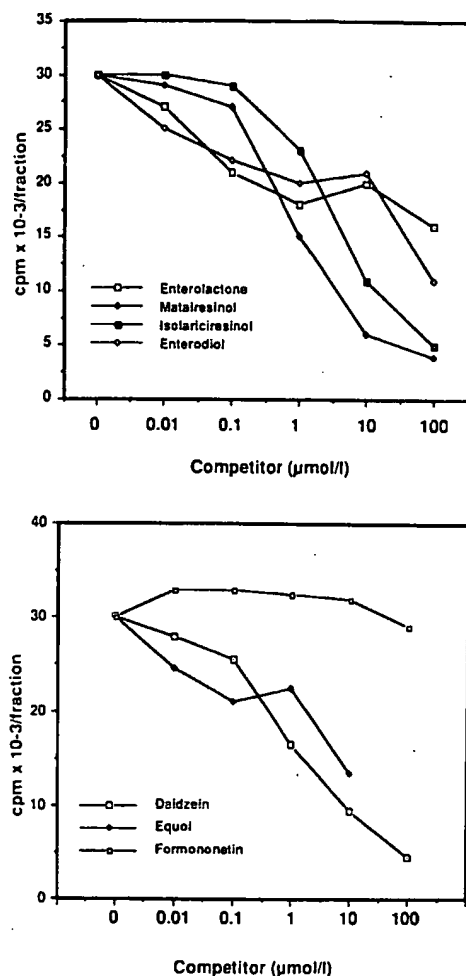 cpm x 10-3/fraction
35
30
25
20
15
10
5
0
Enterolactone
Matairesinol
Isolariciresinol
Enterodiol
0 0.01 0.1 1 10 100
Competitor (µmol/l)
cpm x 10-3/fraction
40
30
20
10
0
Daidzein
Equol
Formononetin
0 0.01 0.1 1 10 100
Competitor (µmol/l)